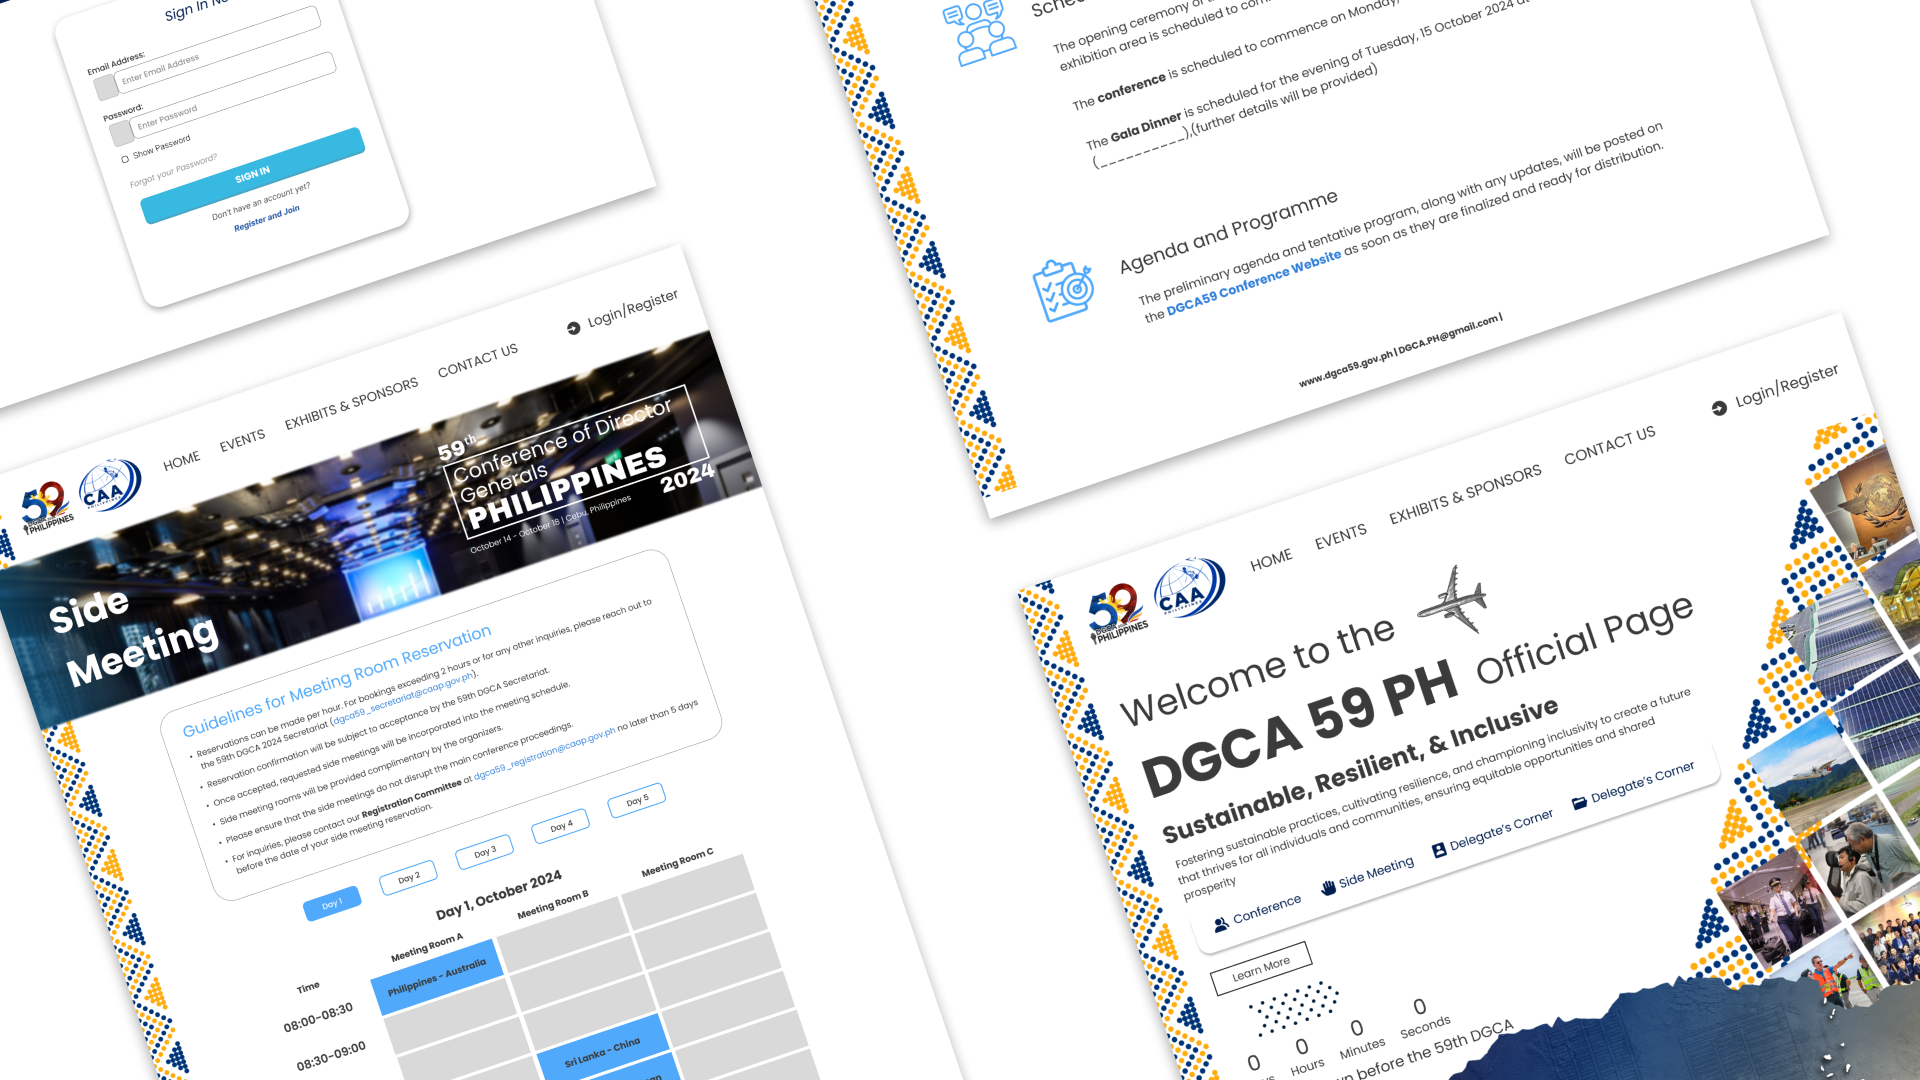 Sign In
Email Address:
Enter Email Address
Password:
Enter Password
Show Password
Forgot your Password?
SIGN IN
Don't have an account yet?
Register and Join
The opening ceremony of
exhibition area is scheduled to
The conference is scheduled to commence on Monday,
The Gala Dinner is scheduled for the evening of Tuesday, 15 October 2024 at
(__________),(further details will be provided)
Agenda and Programme
The preliminary agenda and tentative program, along with any updates, will be posted on
the DGCA59 Conference Website as soon as they are finalized and ready for distribution.
www.dgca59.gov.ph | DGCA.PH@gmail.com |
59
DGCA
PHILIPPINES
CAA
PHILIPPINES
HOME
EVENTS
EXHIBITS & SPONSORS
CONTACT US
Login/Register
59th
Conference of Director
Generals
PHILIPPINES
2024
October 14 - October 18 | Cebu, Philippines
Side
Meeting
Guidelines for Meeting Room Reservation
• Reservations can be made per hour. For bookings exceeding 2 hours or for any other inquiries, please reach out to
the 59th DGCA 2024 Secretariat (dgca59_secretariat@caap.gov.ph).
• Reservation confirmation will be subject to acceptance by the 59th DGCA Secretariat.
• Once accepted, requested side meetings will be incorporated into the meeting schedule.
• Side meeting rooms will be provided complimentary by the organizers.
• Please ensure that the side meetings do not disrupt the main conference proceedings.
• For inquiries, please contact our Registration Committee at dgca59_registration@caap.gov.ph no later than 5 days
before the date of your side meeting reservation.
Day 1
Day 2
Day 3
Day 4
Day 5
Day 1, October 2024
Time
Meeting Room A
Meeting Room B
Meeting Room C
08:00-08:30
Philippines - Australia
08:30-09:00
Sri Lanka - China
59
DGCA
PHILIPPINES
CAA
PHILIPPINES
HOME
EVENTS
EXHIBITS & SPONSORS
CONTACT US
Login/Register
Welcome to the
DGCA 59 PH Official Page
Sustainable, Resilient, & Inclusive
Fostering sustainable practices, cultivating resilience, and championing inclusivity to create a future
that thrives for all individuals and communities, ensuring equitable opportunities and shared
prosperity
Conference
Side Meeting
Delegate's Corner
Delegate's Corner
Learn More
0
0 Hours
0 Minutes
0 Seconds
before the 59th DGCA